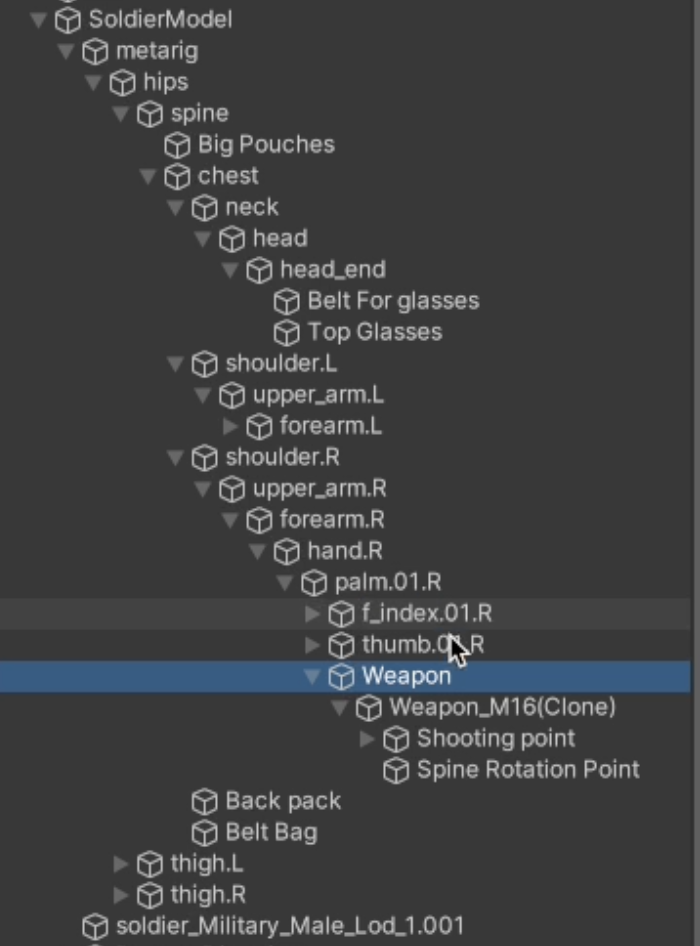 SoldierModel
metarig
hips
spine
Big Pouches
chest
neck
head
head_end
Belt For glasses
Top Glasses
shoulder.L
upper_arm.L
forearm.L
shoulder.R
upper_arm.R
forearm.R
hand.R
palm.01.R
f_index.01.R
thumb.01.R
Weapon
Weapon_M16(Clone)
Shooting point
Spine Rotation Point
Back pack
Belt Bag
thigh.L
thigh.R
soldier_Military_Male_Lod_1.001